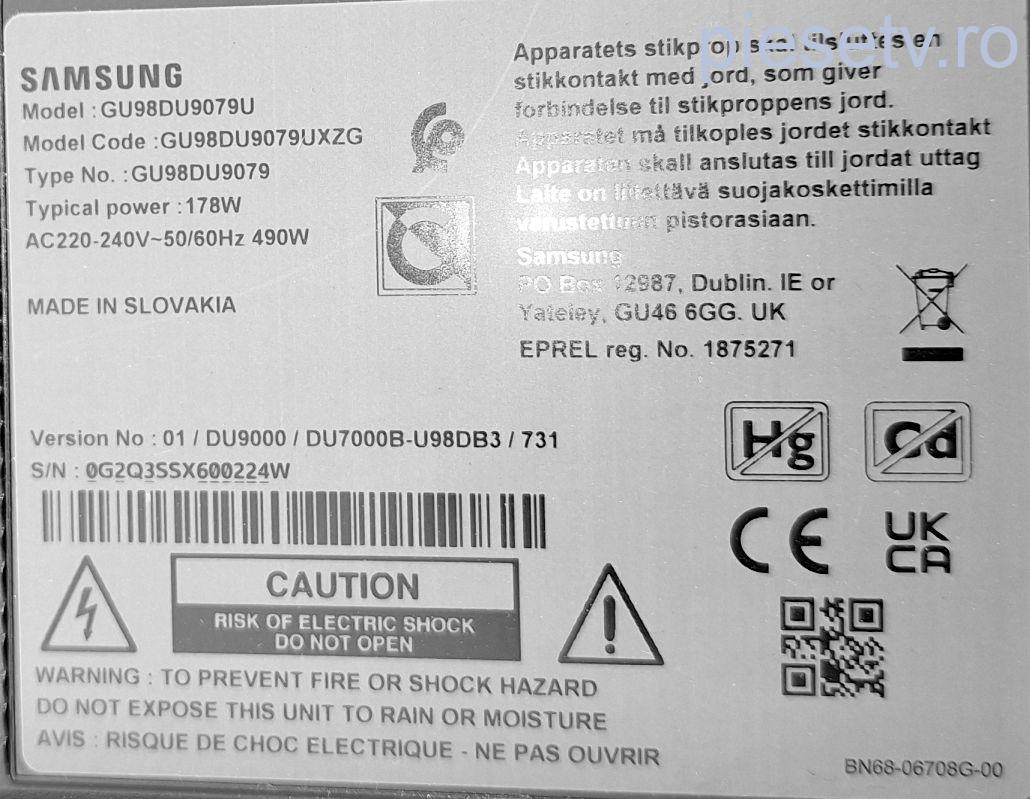 SAMSUNG
Model : GU98DU9079U
Model Code :GU98DU9079UXZG
Type No. :GU98DU9079
Typical power :178W
AC220-240V~50/60Hz 490W
MADE IN SLOVAKIA
Apparatets stikprop skal tilsluttes en
stikkontakt med jord, som giver
forbindelse til stikproppens jord.
Apparatet må tilkoples jordet stikkontakt
Apparaten skall anslutas till jordat uttag
Laite on liitettävä suojakoskettimilla
varustettuun pistorasiaan.
Samsung
PO Box 12987, Dublin. IE or
Yateley, GU46 6GG. UK
EPREL reg. No. 1875271
piesetv.ro
Version No : 01 / DU9000 / DU7000B-U98DB3 / 731
S/N : 0G2Q3SSX600224W
Hg
Cd
CE
UK
CA
CAUTION
RISK OF ELECTRIC SHOCK
DO NOT OPEN
WARNING : TO PREVENT FIRE OR SHOCK HAZARD
DO NOT EXPOSE THIS UNIT TO RAIN OR MOISTURE
AVIS : RISQUE DE CHOC ELECTRIQUE - NE PAS OUVRIR
BN68-06708G-00